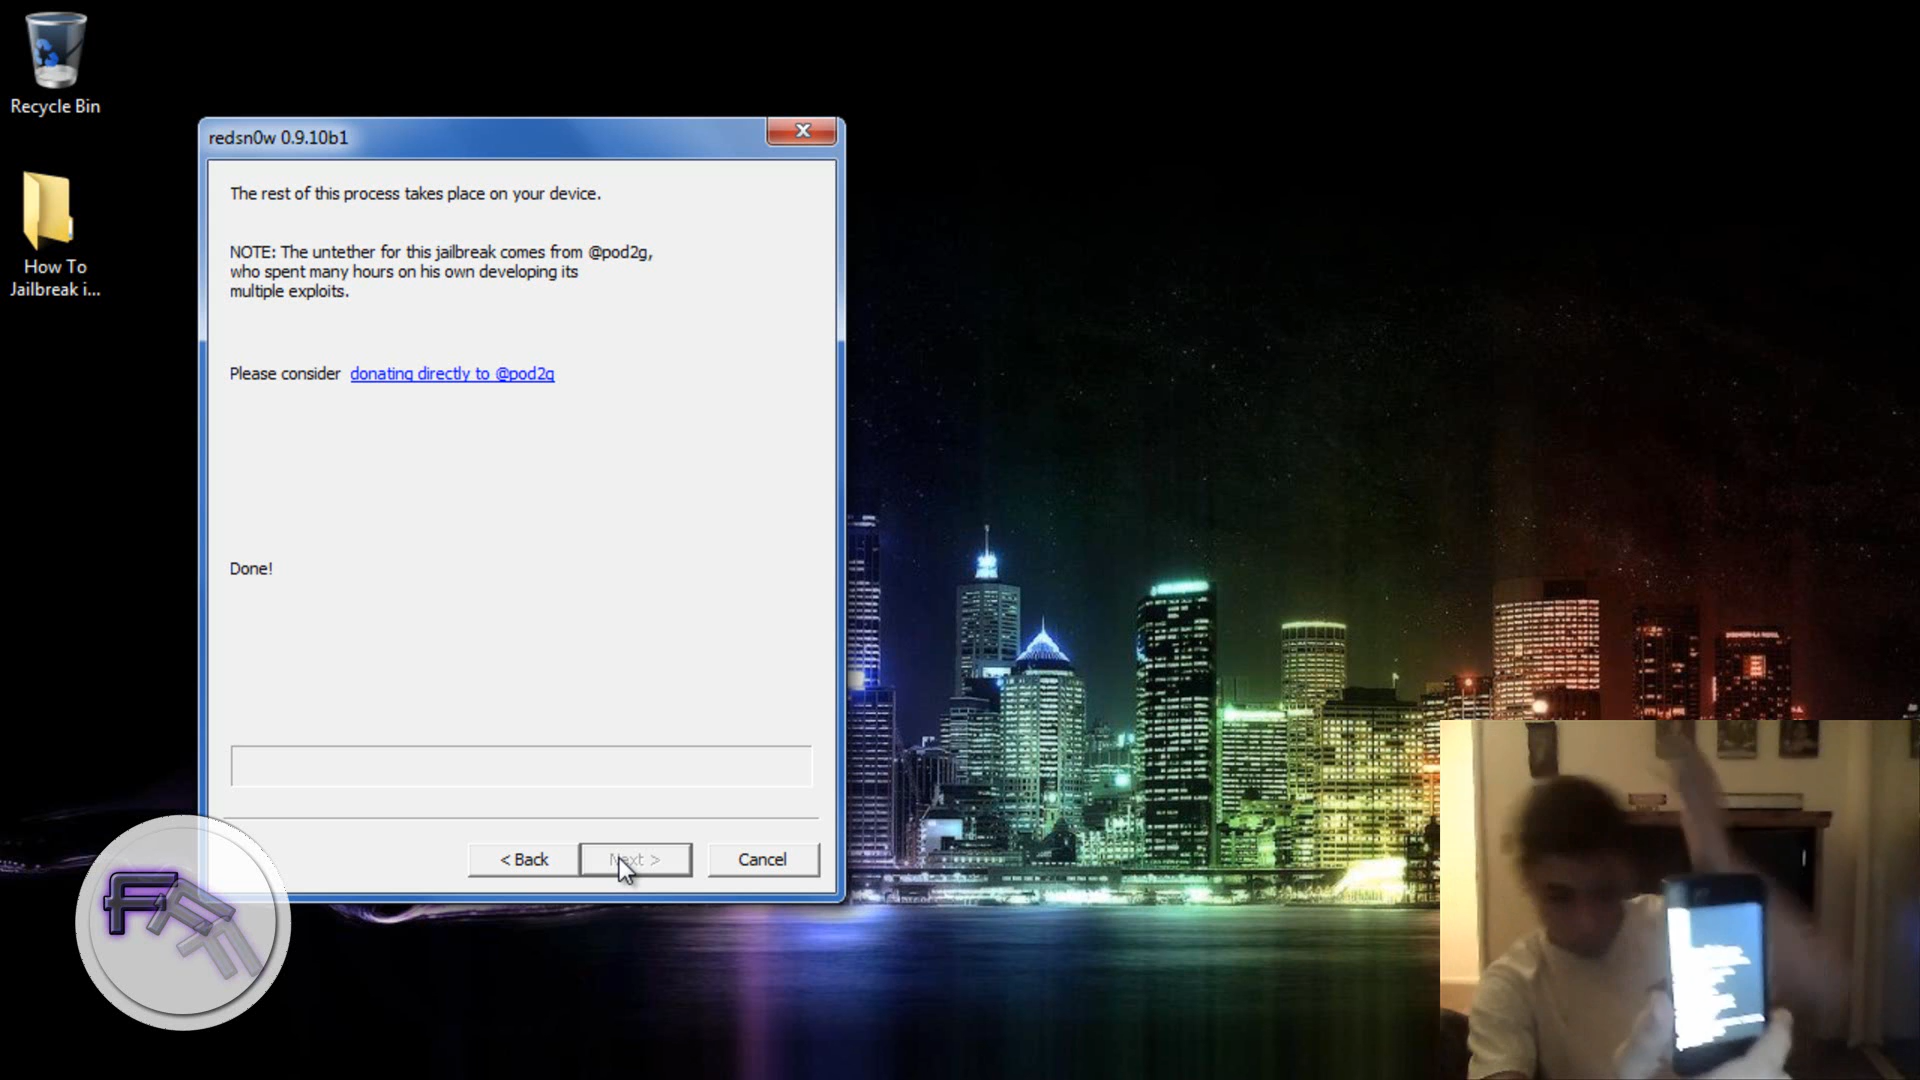 Recycle Bin
How To
Jailbreak i...
redsn0w 0.9.10b1
The rest of this process takes place on your device.
NOTE: The untether for this jailbreak comes from @pod2g,
who spent many hours on his own developing its
multiple exploits.
Please consider donating directly to @pod2g
Done!
< Back
Next >
Cancel